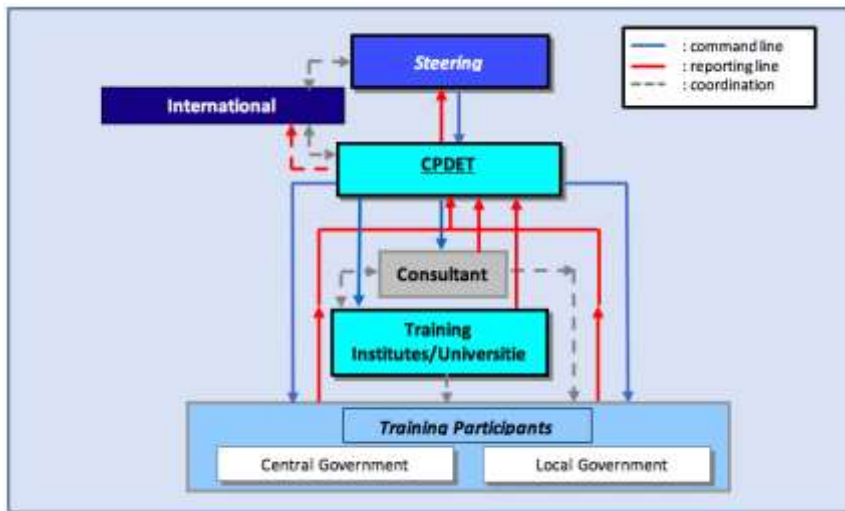 Steering
: command line
: reporting line
: coordination
International
CPDET
Consultant
Training
Institutes/Universitie
Training Participants
Central Government
Local Government